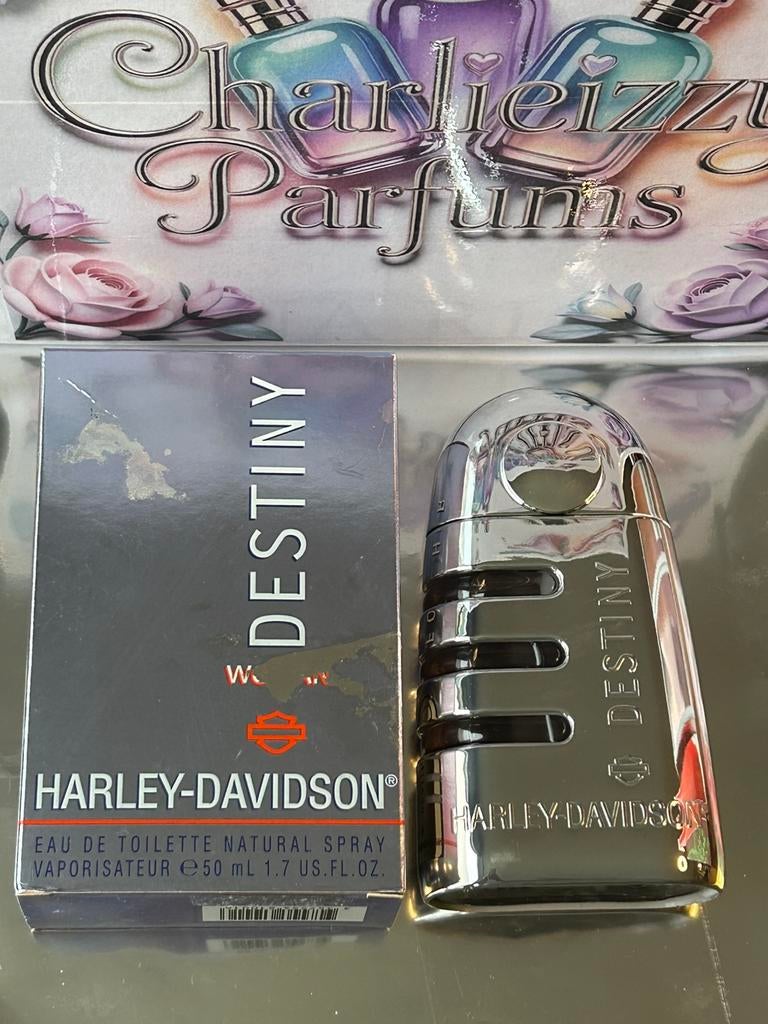 Charlieizzy
Parfums
DESTINY
HARLEY-DAVIDSON®
EAU DE TOILETTE NATURAL SPRAY
VAPORISATEUR ℮50 mL 1.7 US.FL.OZ.
DESTINY
HARLEY-DAVIDSON®